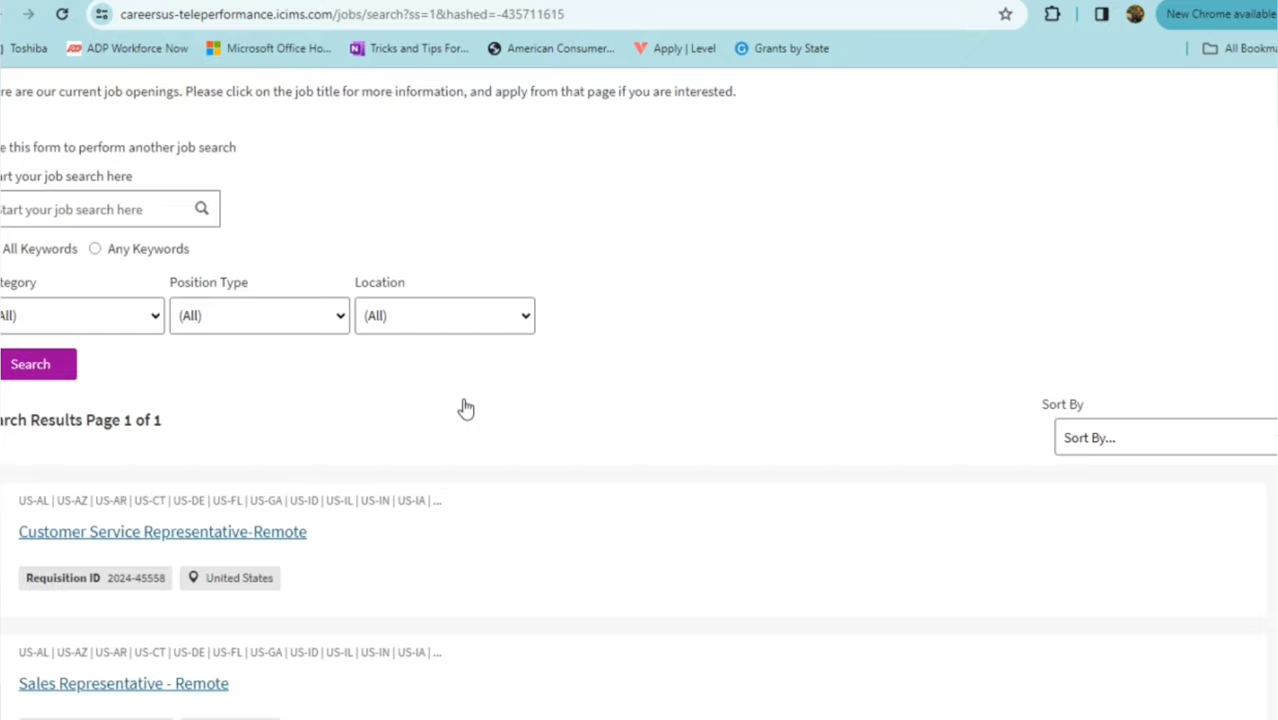 careersus-teleperformance.icims.com/jobs/search?ss=1&hashed=-435711615
New Chrome available
Toshiba ADP Workforce Now Microsoft Office Ho... Tricks and Tips For... American Consumer... Apply | Level Grants by State All Bookma
re are our current job openings. Please click on the job title for more information, and apply from that page if you are interested.
e this form to perform another job search
art your job search here
Start your job search here
All Keywords Any Keywords
tegory Position Type Location
All) (All) (All)
Search
arch Results Page 1 of 1
Sort By
Sort By...
US-AL | US-AZ | US-AR | US-CT | US-DE | US-FL | US-GA | US-ID | US-IL | US-IN | US-IA | ...
Customer Service Representative-Remote
Requisition ID 2024-45558 United States
US-AL | US-AZ | US-AR | US-CT | US-DE | US-FL | US-GA | US-ID | US-IL | US-IN | US-IA | ...
Sales Representative - Remote